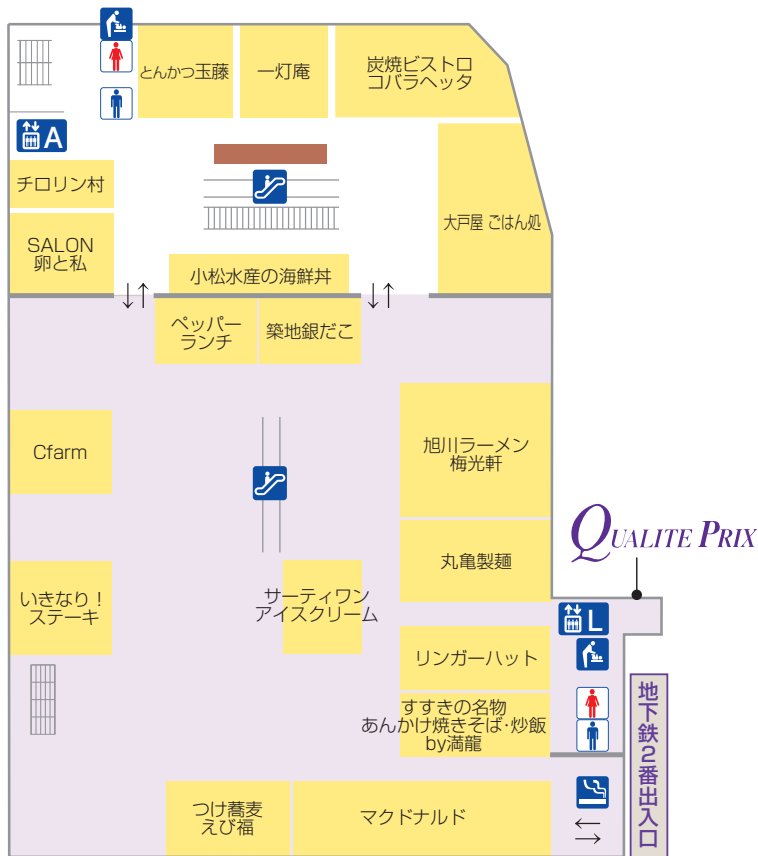 とんかつ玉藤
一灯庵
炭焼ビストロ
コバラヘッタ
A
チロリン村
大戸屋 ごはん処
SALON
卵と私
小松水産の海鮮丼
ペッパー
ランチ
築地銀だこ
Cfarm
旭川ラーメン
梅光軒
QUALITE PRIX
丸亀製麺
いきなり！
ステーキ
サーティワン
アイスクリーム
L
リンガーハット
すすきの名物
あんかけ焼きそば・炒飯
by満龍
地下鉄2番出入口
つけ蕎麦
えび福
マクドナルド